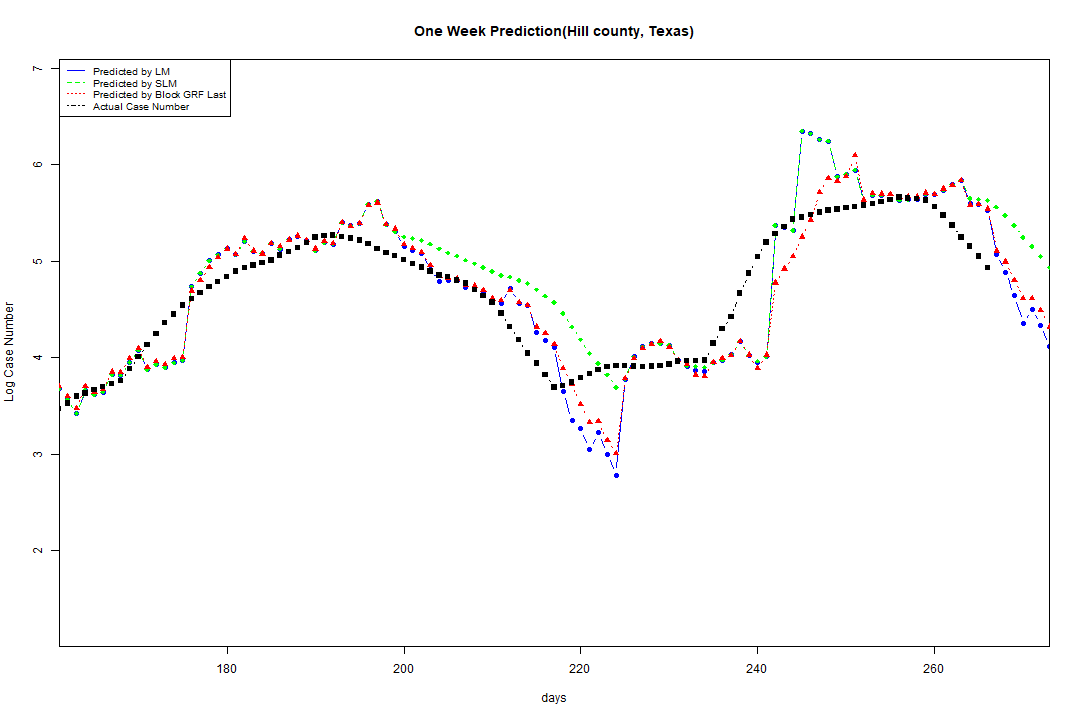 One Week Prediction(Hill county, Texas)
Predicted by LM
Predicted by SLM
Predicted by Block GRF Last
Actual Case Number
7
6
5
4
3
2
Log Case Number
180 200 220 240 260
days